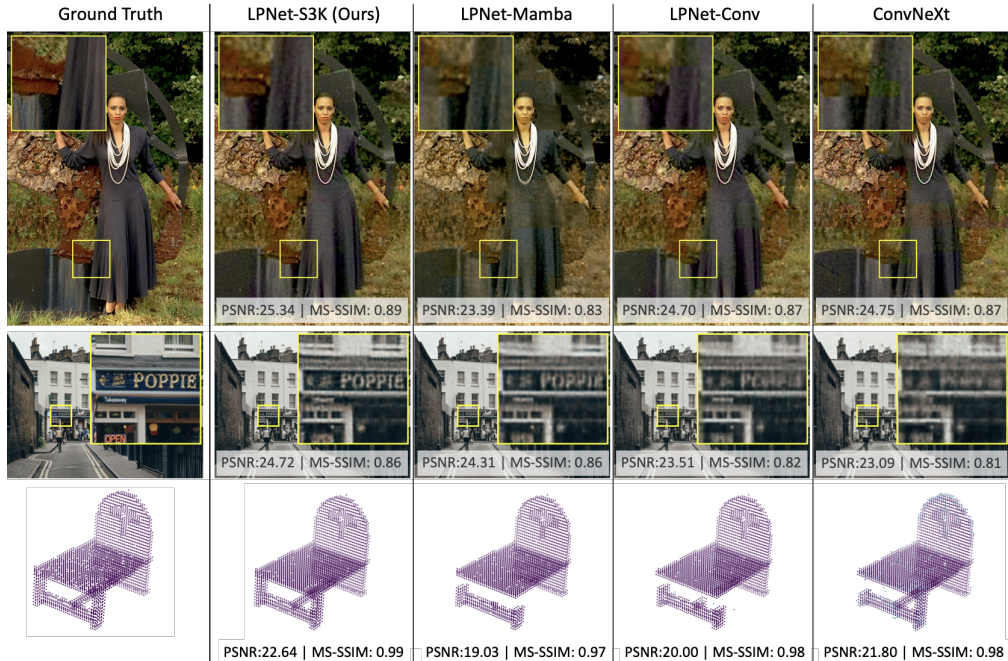 Ground Truth
LPNet-S3K (Ours)
LPNet-Mamba
LPNet-Conv
ConvNeXt
PSNR:25.34 | MS-SSIM: 0.89
PSNR:23.39 | MS-SSIM: 0.83
PSNR:24.70 | MS-SSIM: 0.87
PSNR:24.75 | MS-SSIM: 0.87
POPPIE
Takeaway
OPEN
POPPIE
POPPIE
PSNR:24.72 | MS-SSIM: 0.86
PSNR:24.31 | MS-SSIM: 0.86
PSNR:23.51 | MS-SSIM: 0.82
PSNR:23.09 | MS-SSIM: 0.81
PSNR:22.64 | MS-SSIM: 0.99
PSNR:19.03 | MS-SSIM: 0.97
PSNR:20.00 | MS-SSIM: 0.98
PSNR:21.80 | MS-SSIM: 0.98